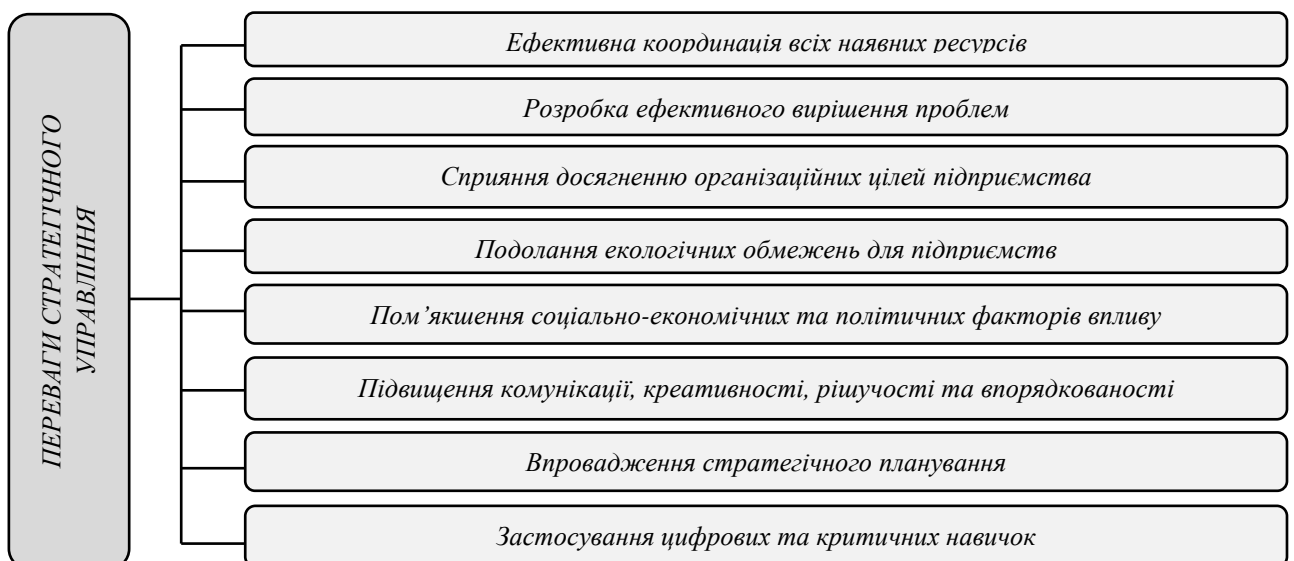 ПЕРЕВАГИ СТРАТЕГІЧНОГО
УПРАВЛІННЯ
Ефективна координація всіх наявних ресурсів
Розробка ефективного вирішення проблем
Сприяння досягненню організаційних цілей підприємства
Подолання екологічних обмежень для підприємств
Пом’якшення соціально-економічних та політичних факторів впливу
Підвищення комунікації, креативності, рішучості та впорядкованості
Впровадження стратегічного планування
Застосування цифрових та критичних навичок